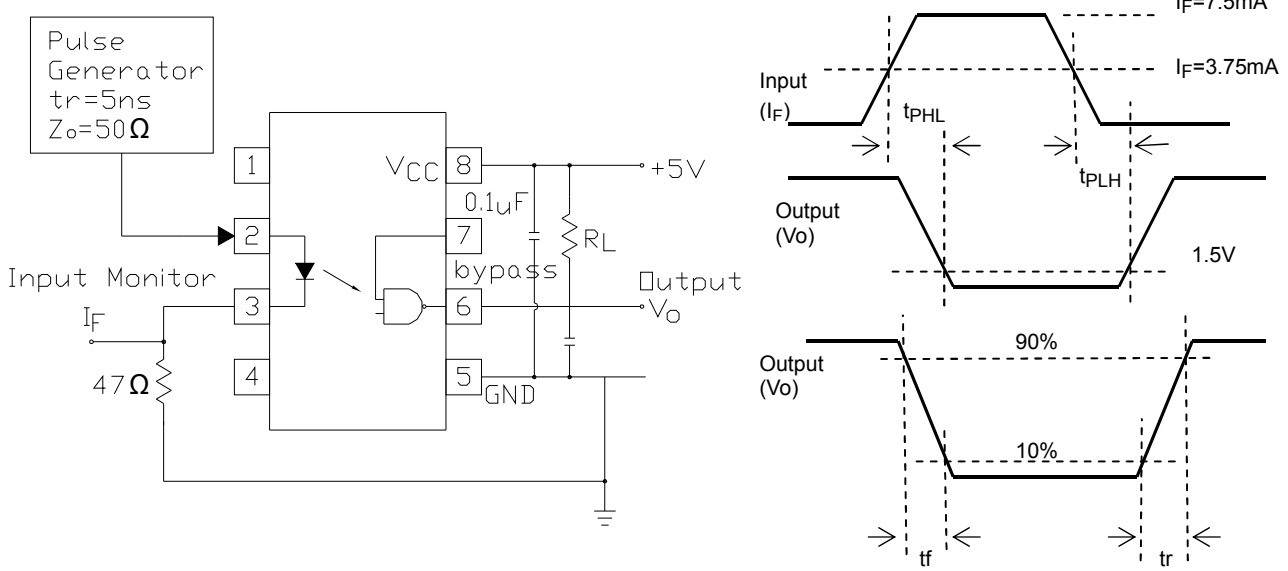 Pulse
Generator
tr=5ns
Zo=50Ω
1
VCC 8
+5V
0.1uF
RL
2
7
bypass
Input Monitor
3
6
Output
Vo
IF
47Ω
4
5
GND
IF=7.5mA
IF=3.75mA
Input
(IF)
tPHL
tPLH
Output
(Vo)
1.5V
90%
Output
(Vo)
10%
tf
tr